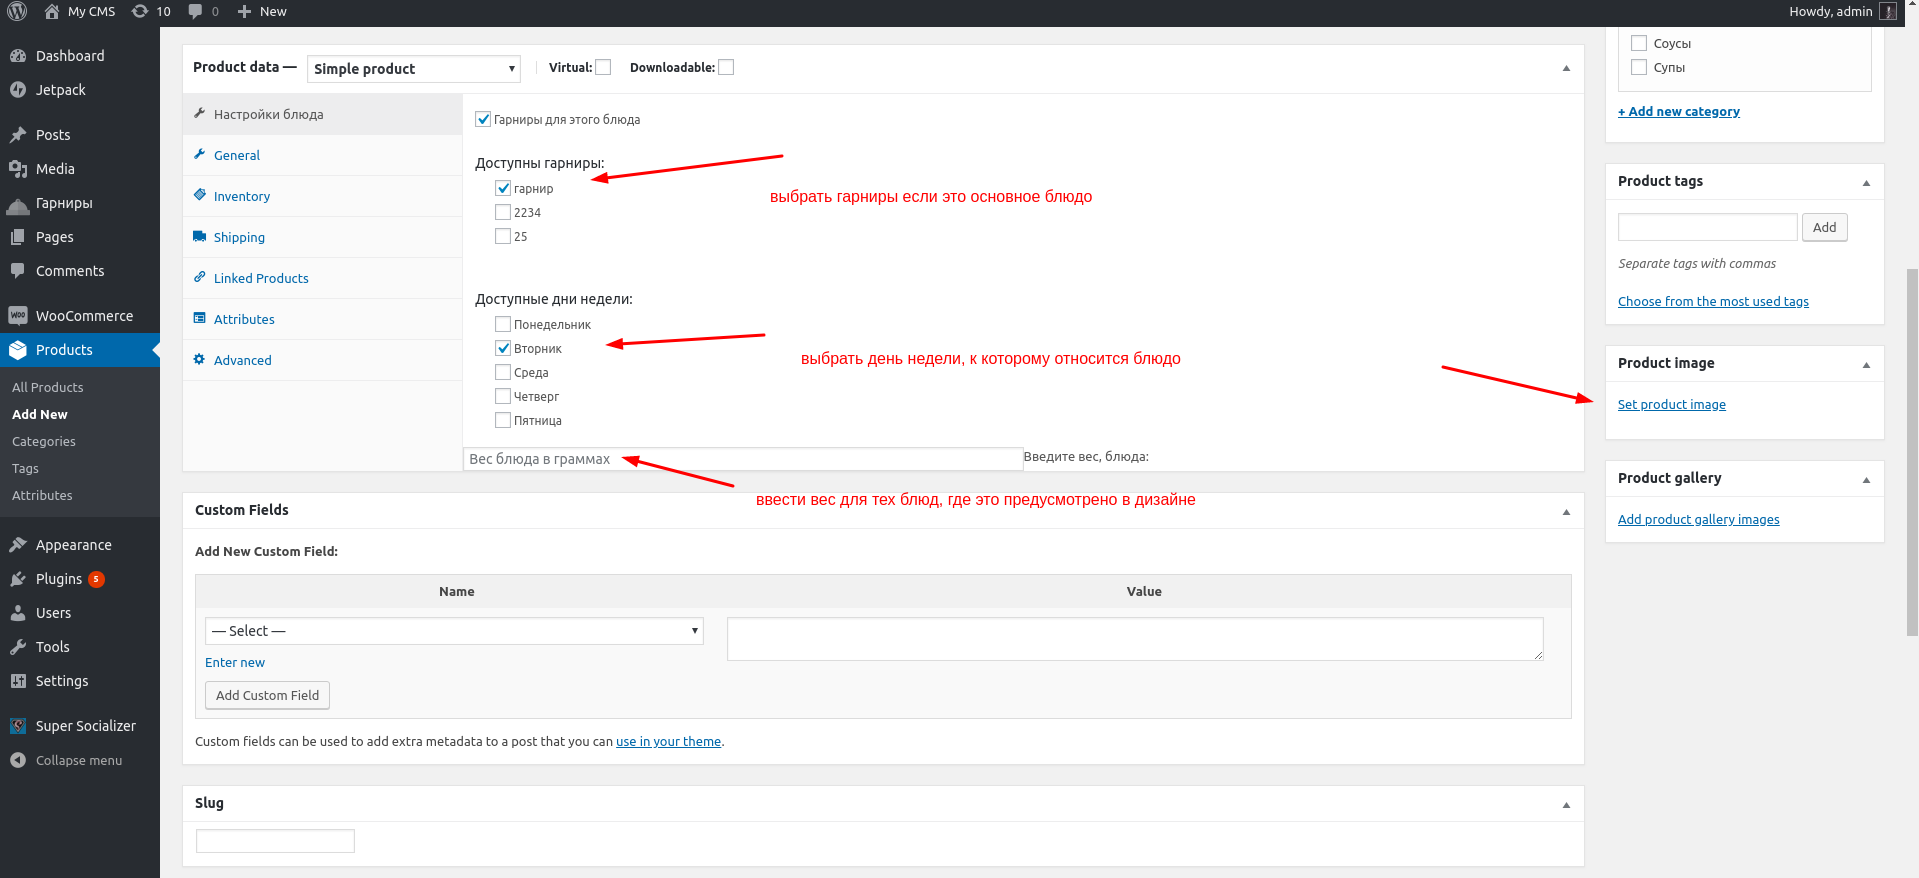 My CMS 10 0 New Howdy, admin
Dashboard
Jetpack
Posts
Media
Гарниры
Pages
Comments
WOO WooCommerce
Products
All Products
Add New
Categories
Tags
Attributes
Appearance
Plugins 5
Users
Tools
Settings
Super Socializer
Collapse menu
Product data — Simple product Virtual: Downloadable:
Настройки блюда
General
Inventory
Shipping
Linked Products
Attributes
Advanced
Гарниры для этого блюда
Доступны гарниры:
гарнир
2234
25
выбрать гарниры если это основное блюдо
Доступные дни недели:
Понедельник
Вторник
Среда
Четверг
Пятница
выбрать день недели, к которому относится блюдо
Вес блюда в граммах Введите вес, блюда:
ввести вес для тех блюд, где это предусмотрено в дизайне
Custom Fields
Add New Custom Field:
Name Value
— Select —
Enter new
Add Custom Field
Custom fields can be used to add extra metadata to a post that you can use in your theme.
Slug
Соусы
Супы
+ Add new category
Product tags
Add
Separate tags with commas
Choose from the most used tags
Product image
Set product image
Product gallery
Add product gallery images